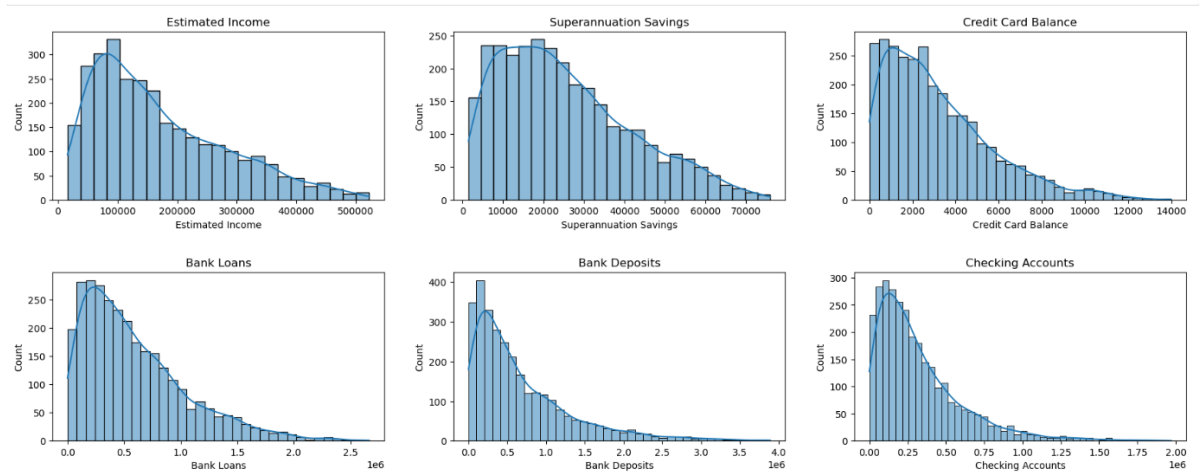 Estimated Income
Count
300
250
200
150
100
50
0
0 100000 200000 300000 400000 500000
Estimated Income
Superannuation Savings
Count
250
200
150
100
50
0
0 10000 20000 30000 40000 50000 60000 70000
Superannuation Savings
Credit Card Balance
Count
250
200
150
100
50
0
0 2000 4000 6000 8000 10000 12000 14000
Credit Card Balance
Bank Loans
Count
250
200
150
100
50
0
0.0 0.5 1.0 1.5 2.0 2.5
1e6
Bank Loans
Bank Deposits
Count
400
300
200
100
0
0.0 0.5 1.0 1.5 2.0 2.5 3.0 3.5 4.0
1e6
Bank Deposits
Checking Accounts
Count
300
250
200
150
100
50
0
0.00 0.25 0.50 0.75 1.00 1.25 1.50 1.75 2.00
1e6
Checking Accounts